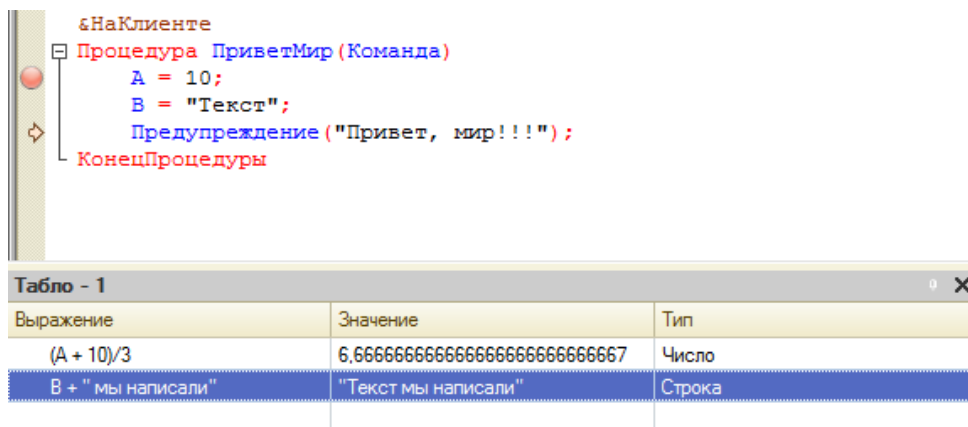 &НаКлиенте
Процедура ПриветМир(Команда)
А = 10;
В = "Текст";
Предупреждение("Привет, мир!!!");
КонецПроцедуры
Табло - 1
Выражение Значение Тип
(А + 10)/3 6,66666666666666666666666667 Число
В + " мы написали" "Текст мы написали" Строка